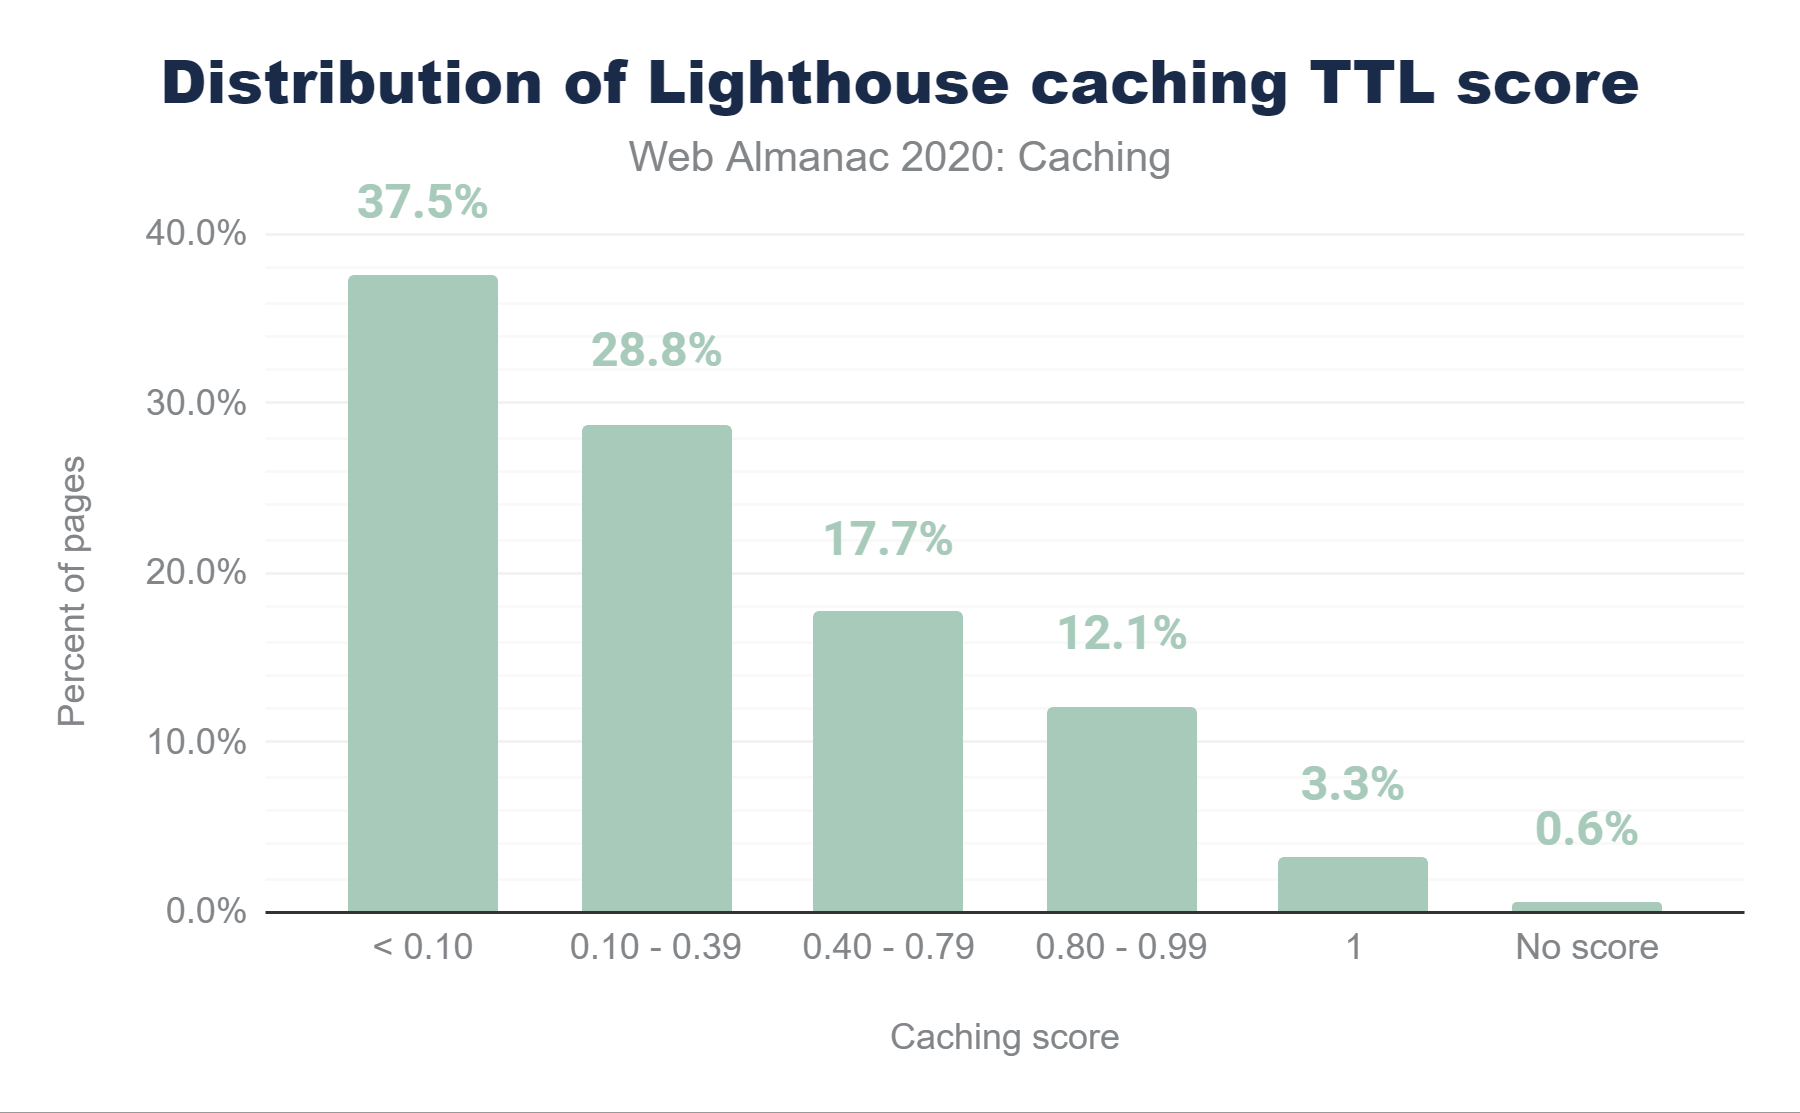 Distribution of Lighthouse caching TTL score
Web Almanac 2020: Caching
37.5%
28.8%
17.7%
12.1%
3.3%
0.6%
40.0%
30.0%
20.0%
10.0%
0.0%
Percent of pages
< 0.10
0.10 - 0.39
0.40 - 0.79
0.80 - 0.99
1
No score
Caching score